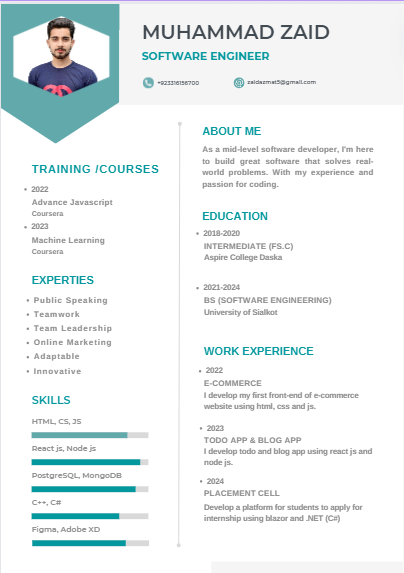 MUHAMMAD ZAID
SOFTWARE ENGINEER
+923316156700
zaidazmat5@gmail.com
TRAINING /COURSES
• 2022
Advance Javascript
Coursera
• 2023
Machine Learning
Coursera
EXPERTIES
• Public Speaking
• Teamwork
• Team Leadership
• Online Marketing
• Adaptable
• Innovative
SKILLS
HTML, CS, JS
React js, Node js
PostgreSQL, MongoDB
C++, C#
Figma, Adobe XD
ABOUT ME
As a mid-level software developer, I'm here
to build great software that solves real-
world problems. With my experience and
passion for coding.
EDUCATION
• 2018-2020
INTERMEDIATE (FS.C)
Aspire College Daska
• 2021-2024
BS (SOFTWARE ENGINEERING)
University of Sialkot
WORK EXPERIENCE
• 2022
E-COMMERCE
I develop my first front-end of e-commerce
website using html, css and js.
• 2023
TODO APP & BLOG APP
I develop todo and blog app using react js and
node js.
• 2024
PLACEMENT CELL
Develop a platform for students to apply for
internship using blazor and .NET (C#)